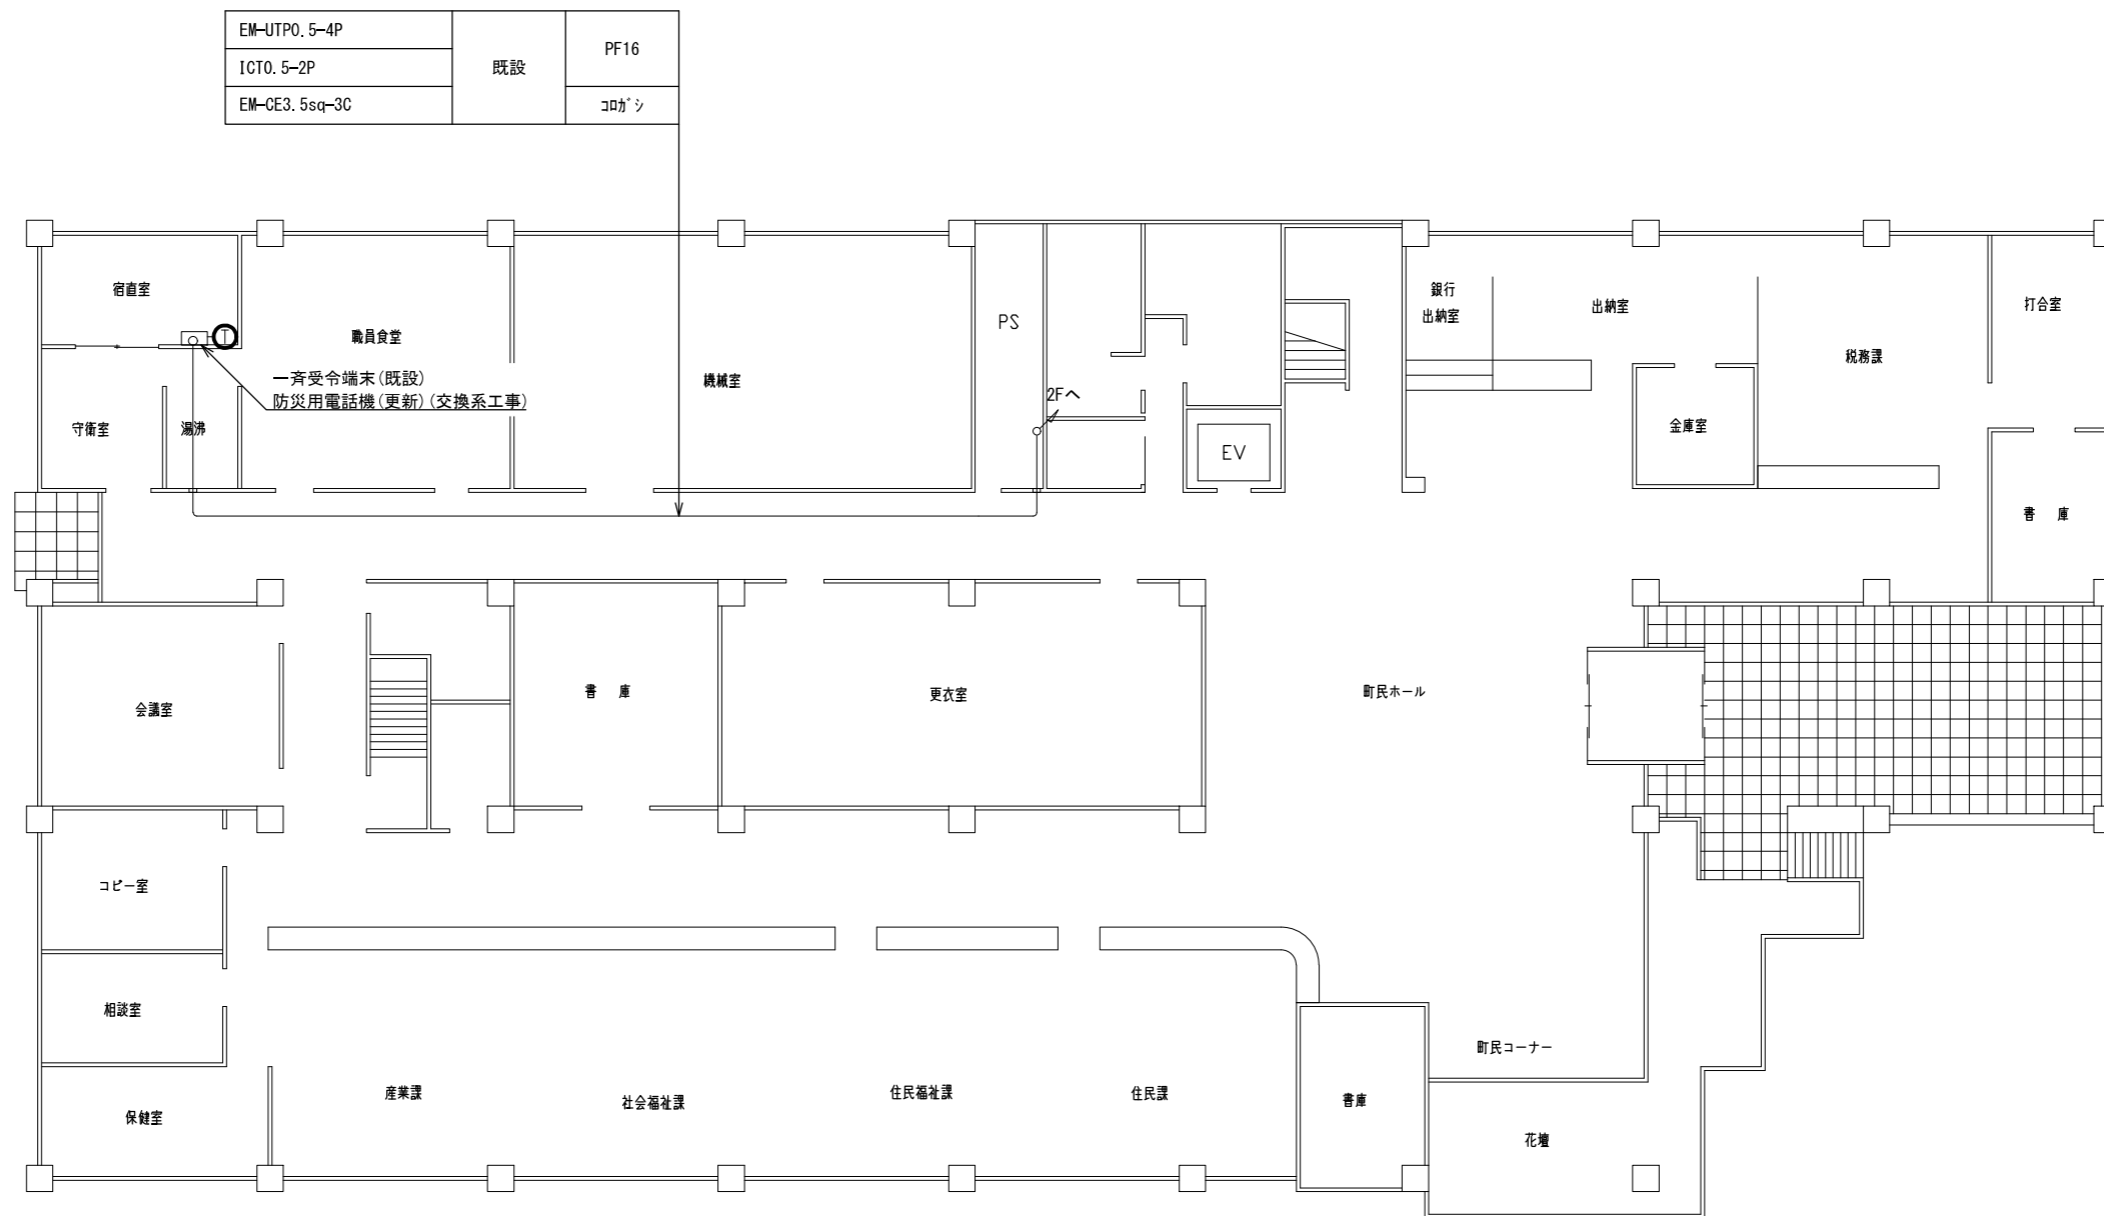 EM-UTP0.5-4P
ICT0.5-2P
EM-CE3.5sq-3C
既設
PF16
コロガシ
宿直室
T
職員食堂
一斉受令端末(既設)
防災用電話機(更新)(交換系工事)
守衛室
湯沸
機械室
PS
2Fへ
EV
銀行
出納室
出納室
税務課
打合室
金庫室
書 庫
会議室
書 庫
更衣室
町民ホール
コピー室
相談室
保健室
産業課
社会福祉課
住民福祉課
住民課
書庫
町民コーナー
花壇